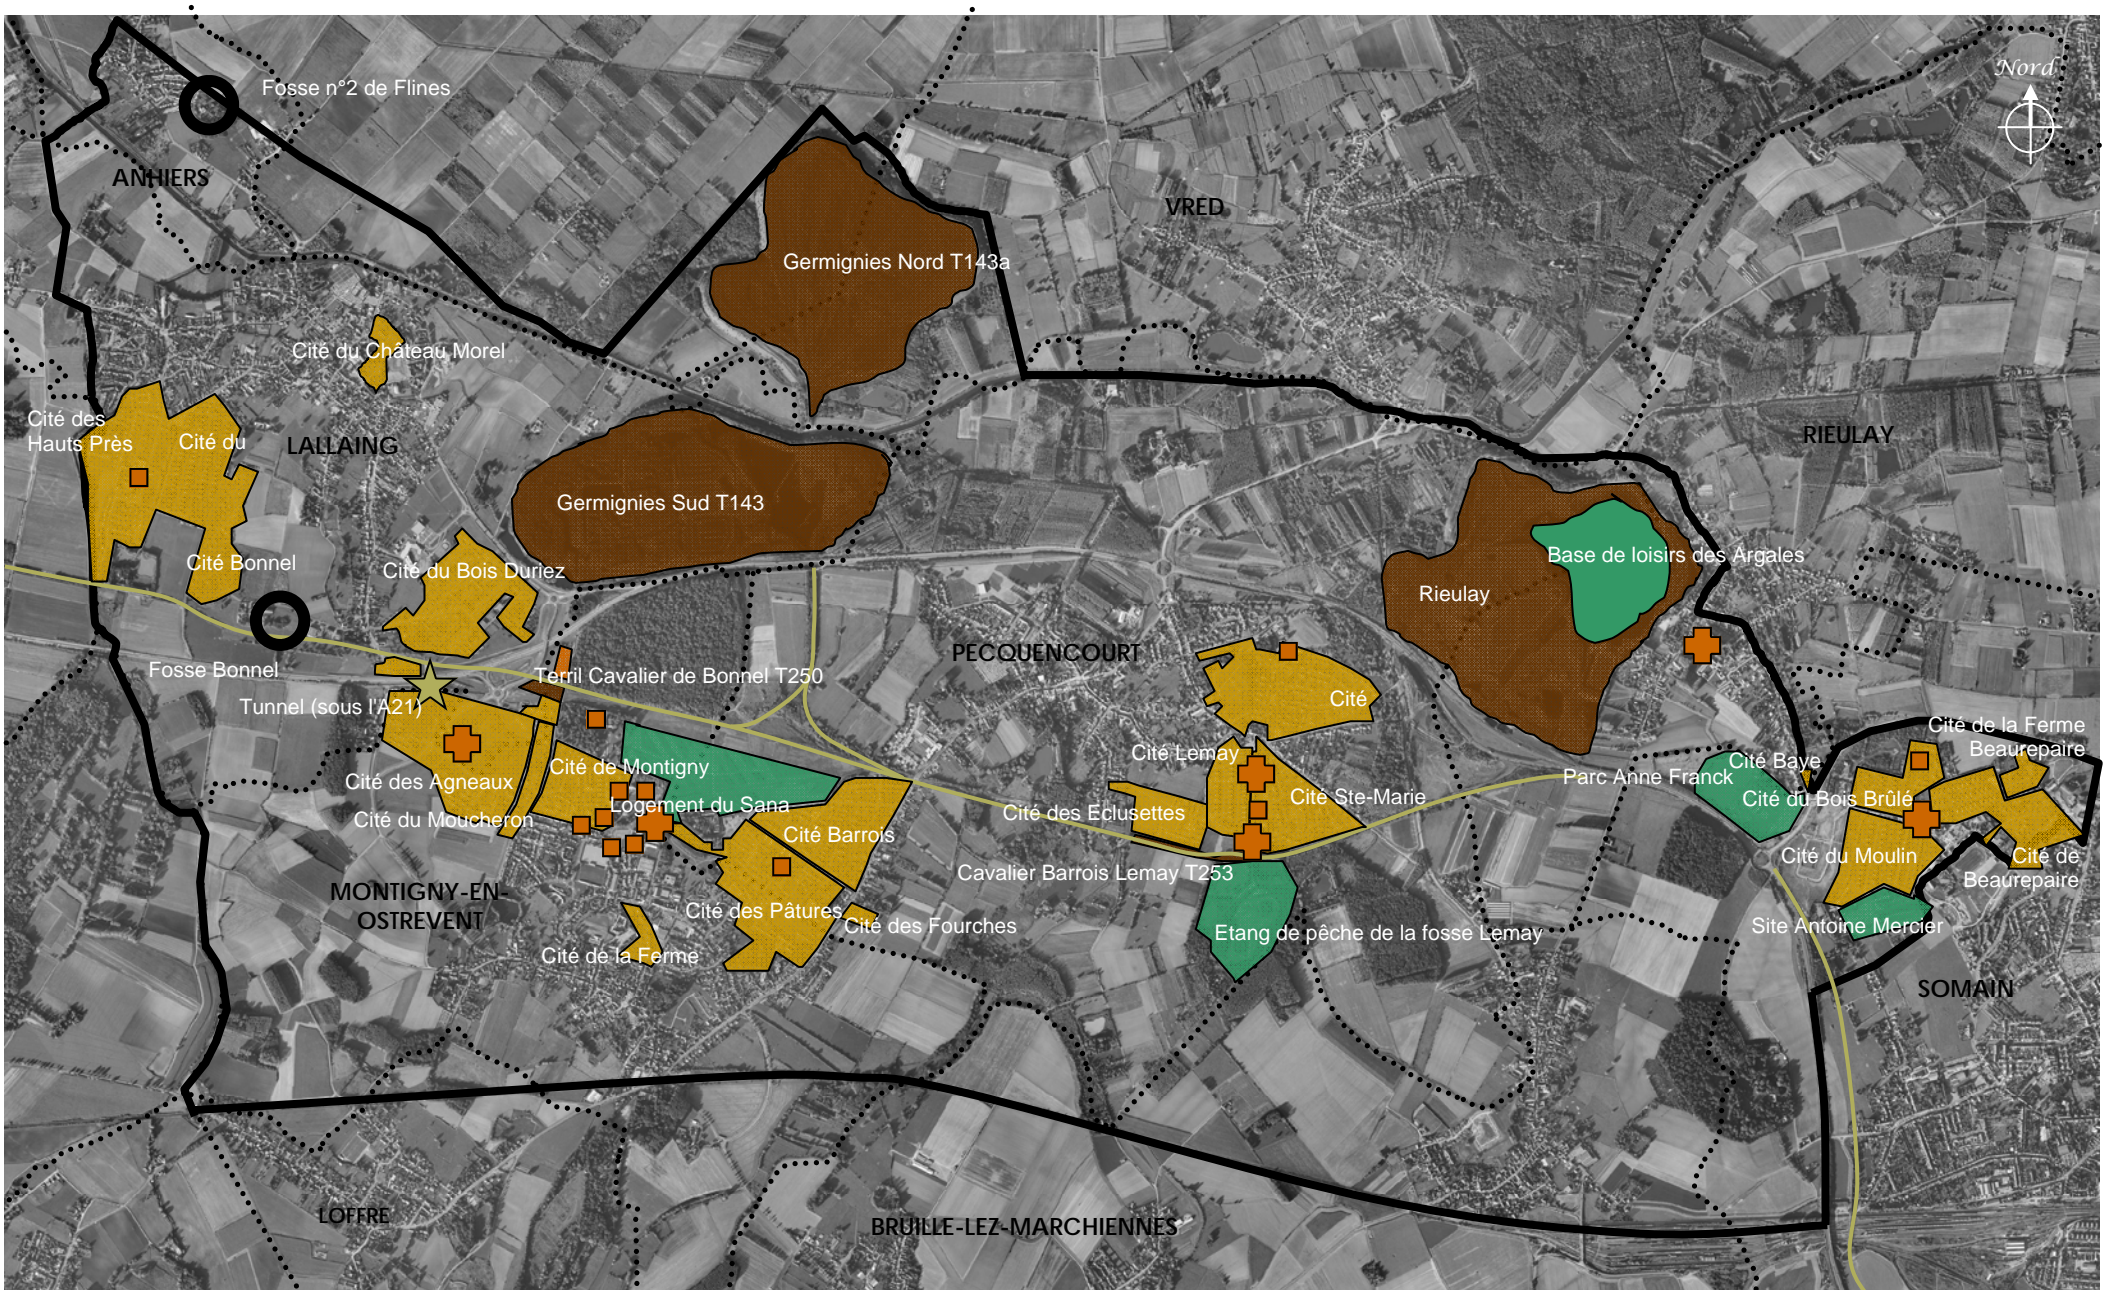 Nord
Fosse n°2 de Flines
ANHIERS
VRED
Germignies Nord T143a
Cité du Château Morel
Cité des
Hauts Près
Cité du
LALLAING
RIEULAY
Germignies Sud T143
Cité Bonnel
Cité du Bois Duriez
Base de loisirs des Argales
Rieulay
PECQUENCOURT
Fosse Bonnel
Terril Cavalier de Bonnel T250
Tunnel (sous l'A21)
Cité
Cité de la Ferme
Beaurepaire
Cité Lemay
Cité Baye
Cité des Agneaux
Cité de Montigny
Parc Anne Franck
Cité Ste-Marie
Cité du Bois Brûlé
Logement du Sana
Cité du Moucheron
Cité des Eclusettes
Cité Barrois
Cité du Moulin
Cité de
Beaurepaire
Cavalier Barrois Lemay T253
MONTIGNY-EN-
OSTREVENT
Cité des Pâtures
Cité des Fourches
Site Antoine Mercier
Etang de pêche de la fosse Lemay
Cité de la Ferme
SOMAIN
LOFFRE
BRUILLE-LEZ-MARCHIENNES